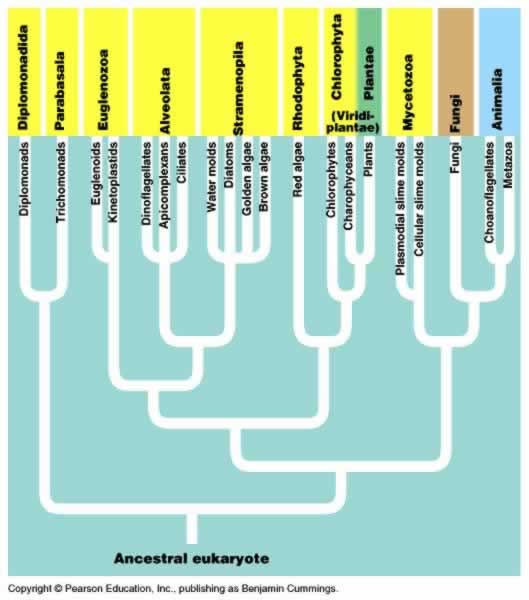 Diplomonadida
Parabasala
Euglenozoa
Alveolata
Stramenopila
Rhodophyta
Chlorophyta
Plantae
(Viridi-
plantae)
Mycetozoa
Fungi
Animalia
Diplomonads
Trichomonads
Euglenoids
Kinetoplastids
Dinoflagellates
Apicomplexans
Ciliates
Water molds
Diatoms
Golden algae
Brown algae
Red algae
Chlorophytes
Charophyceans
Plants
Plasmodial slime molds
Cellular slime molds
Fungi
Choanoflagellates
Metazoa
Ancestral eukaryote
Copyright © Pearson Education, Inc., publishing as Benjamin Cummings.